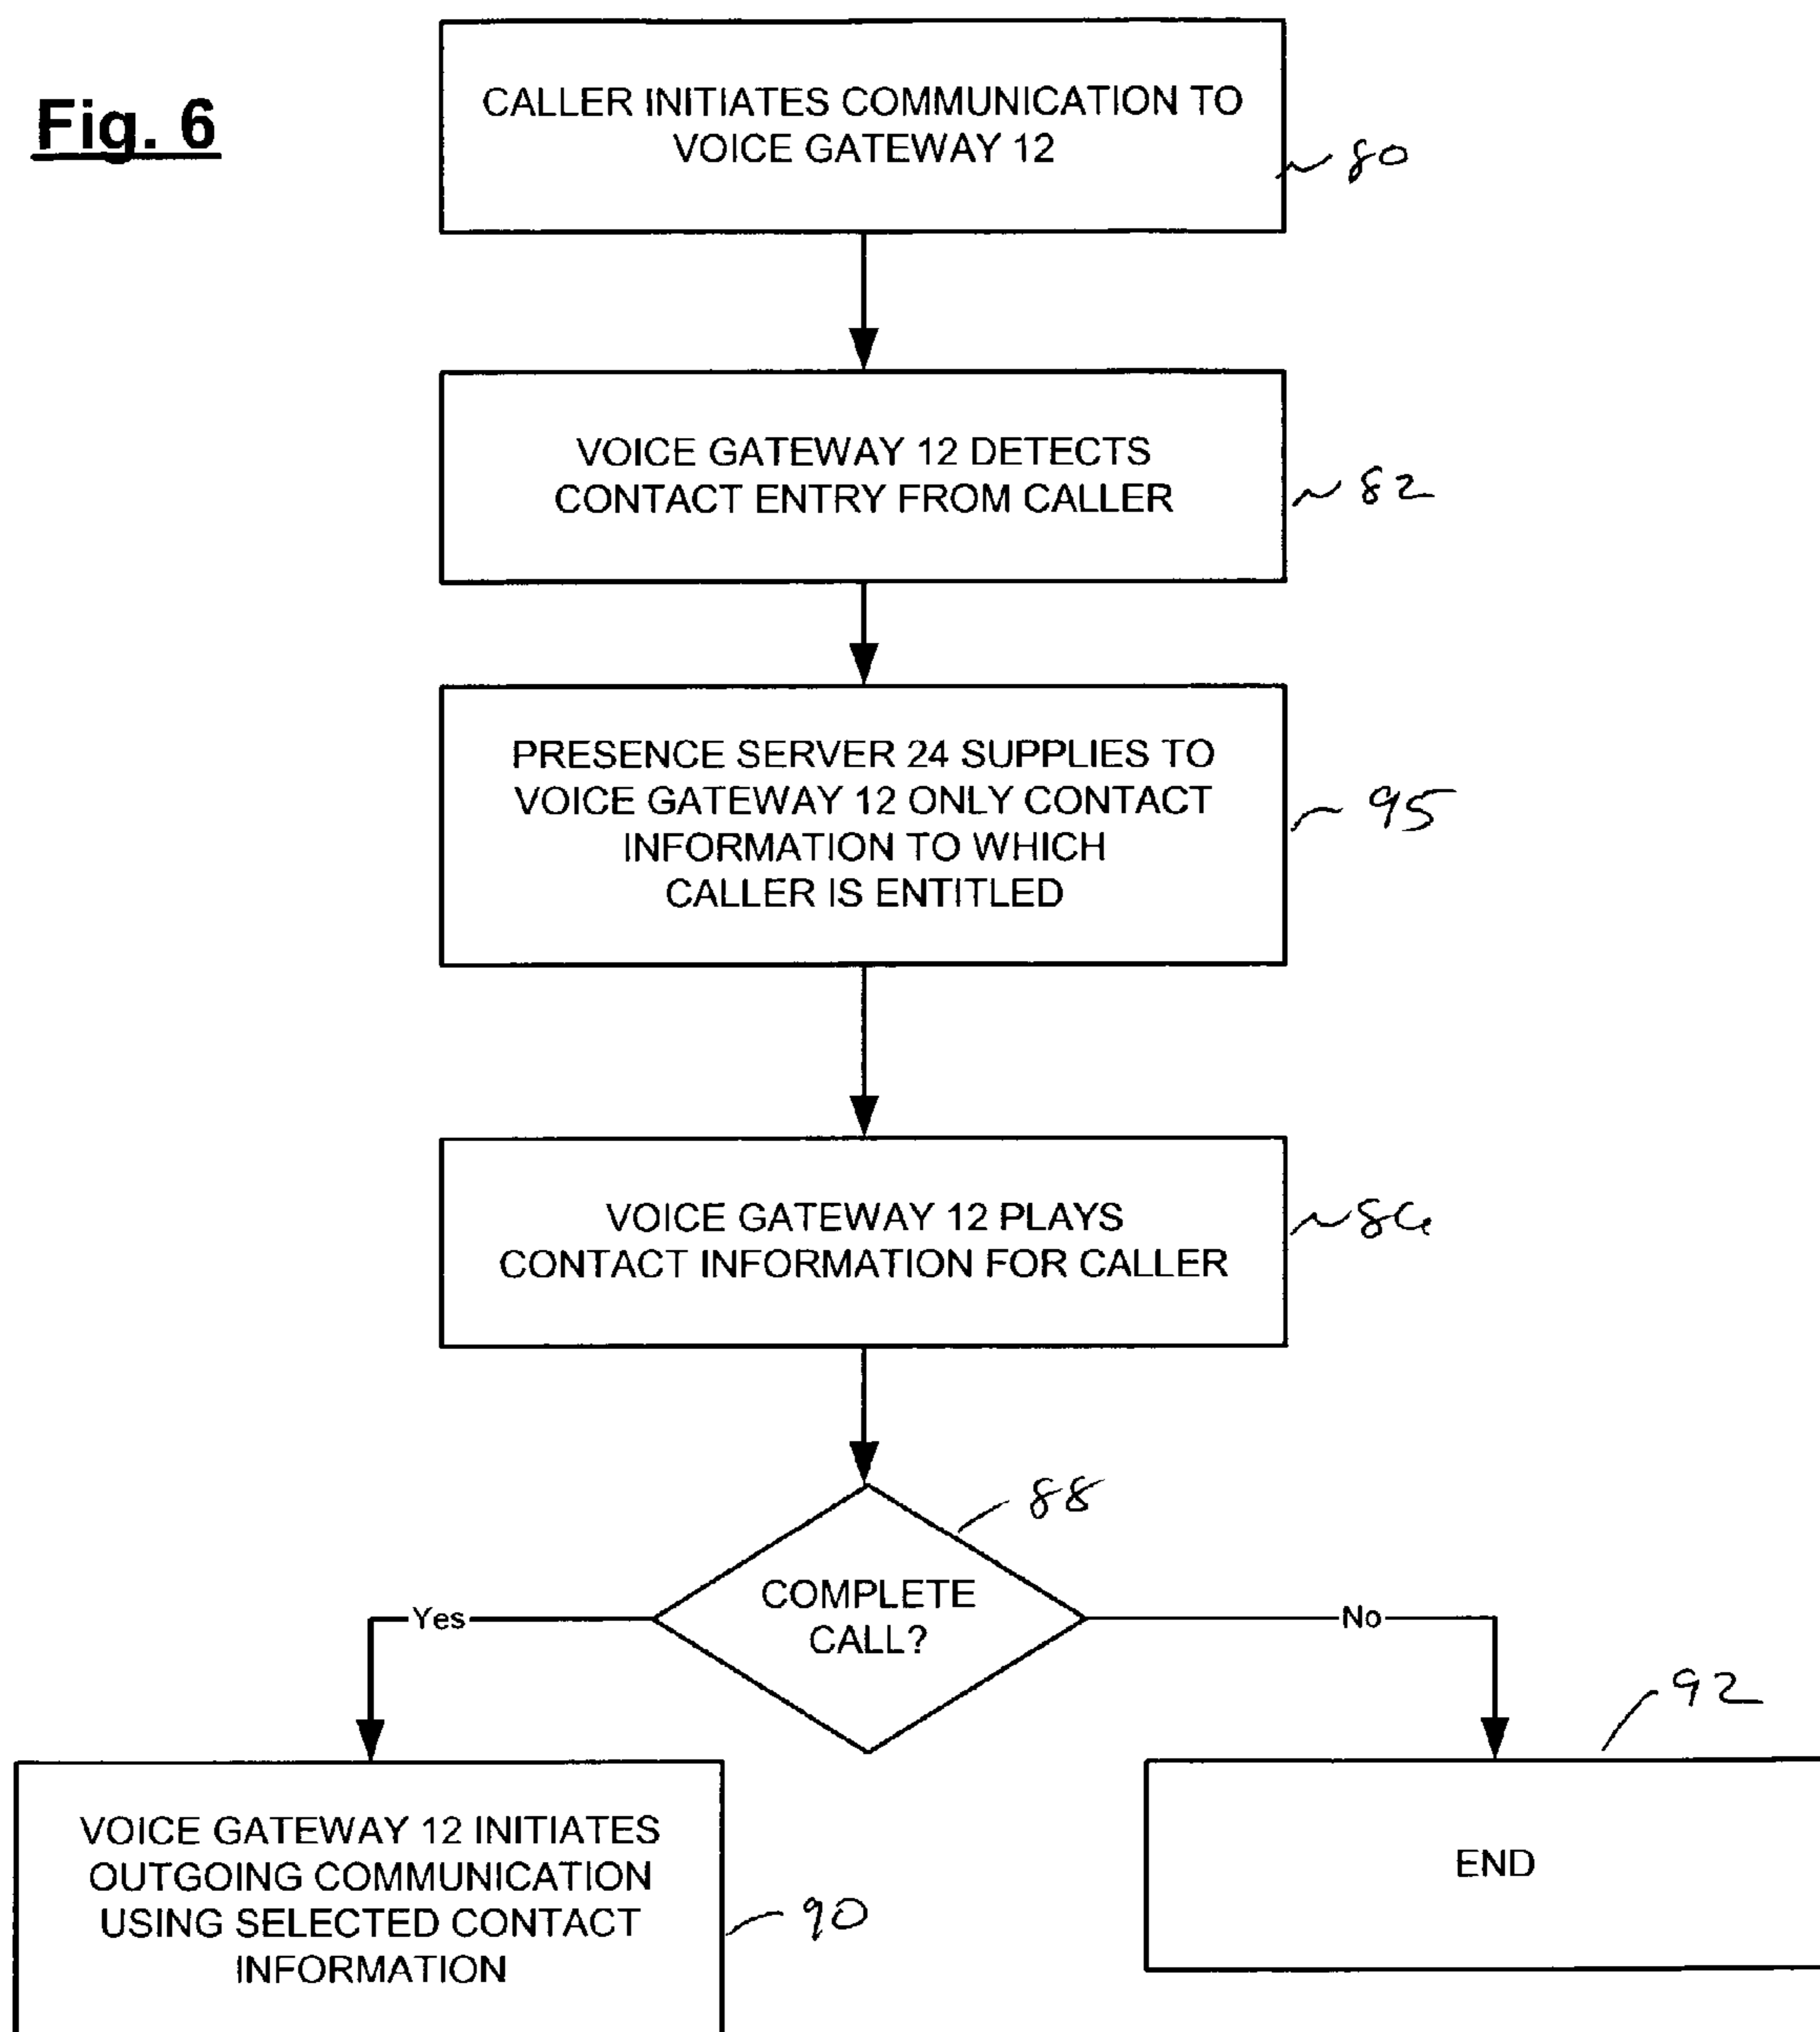 Fig. 6
CALLER INITIATES COMMUNICATION TO
VOICE GATEWAY 12
80
VOICE GATEWAY 12 DETECTS
CONTACT ENTRY FROM CALLER
82
PRESENCE SERVER 24 SUPPLIES TO
VOICE GATEWAY 12 ONLY CONTACT
INFORMATION TO WHICH
CALLER IS ENTITLED
95
VOICE GATEWAY 12 PLAYS
CONTACT INFORMATION FOR CALLER
86
88
COMPLETE
CALL?
Yes
No
92
VOICE GATEWAY 12 INITIATES
OUTGOING COMMUNICATION
USING SELECTED CONTACT
INFORMATION
90
END